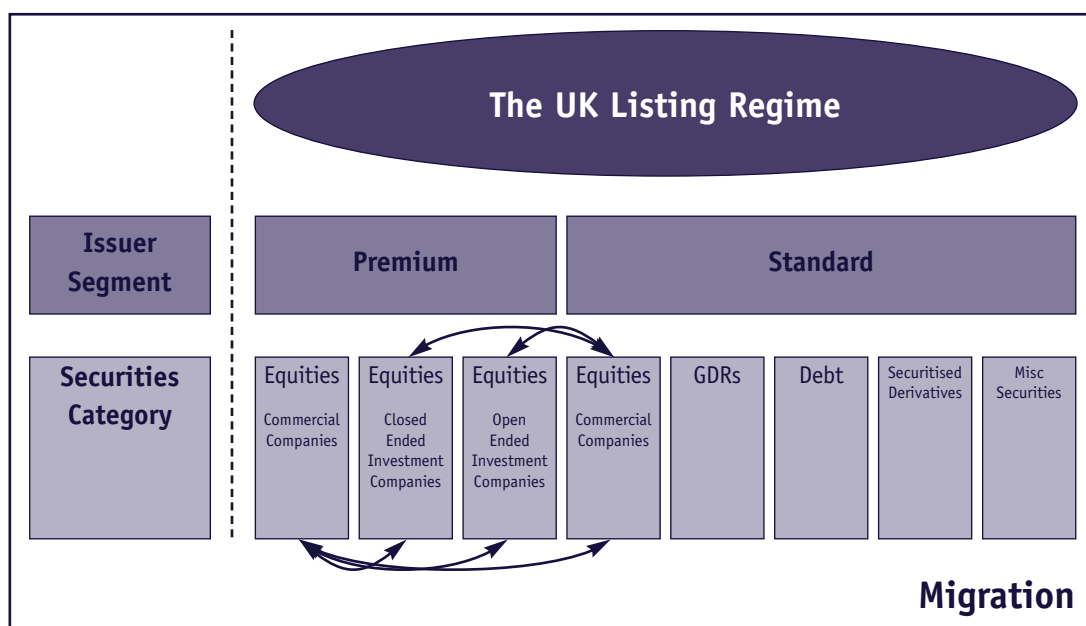 The UK Listing Regime
Issuer
Segment
Premium
Standard
Securities
Category
Equities
Commercial
Companies
Equities
Closed
Ended
Investment
Companies
Equities
Open
Ended
Investment
Companies
Equities
Commercial
Companies
GDRs
Debt
Securitised
Derivatives
Misc
Securities
Migration